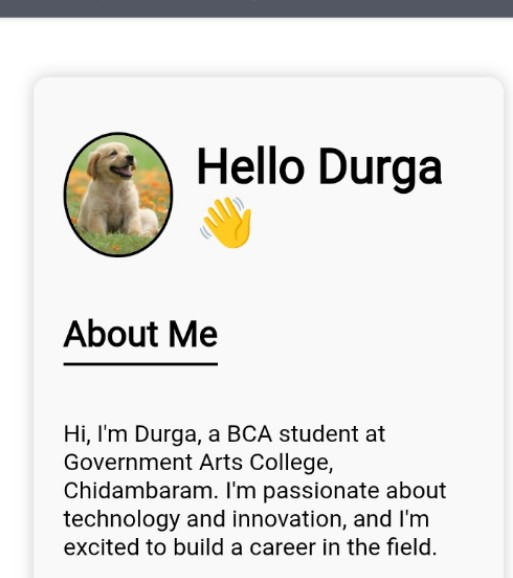 Hello Durga
👋
About Me
Hi, I'm Durga, a BCA student at
Government Arts College,
Chidambaram. I'm passionate about
technology and innovation, and I'm
excited to build a career in the field.